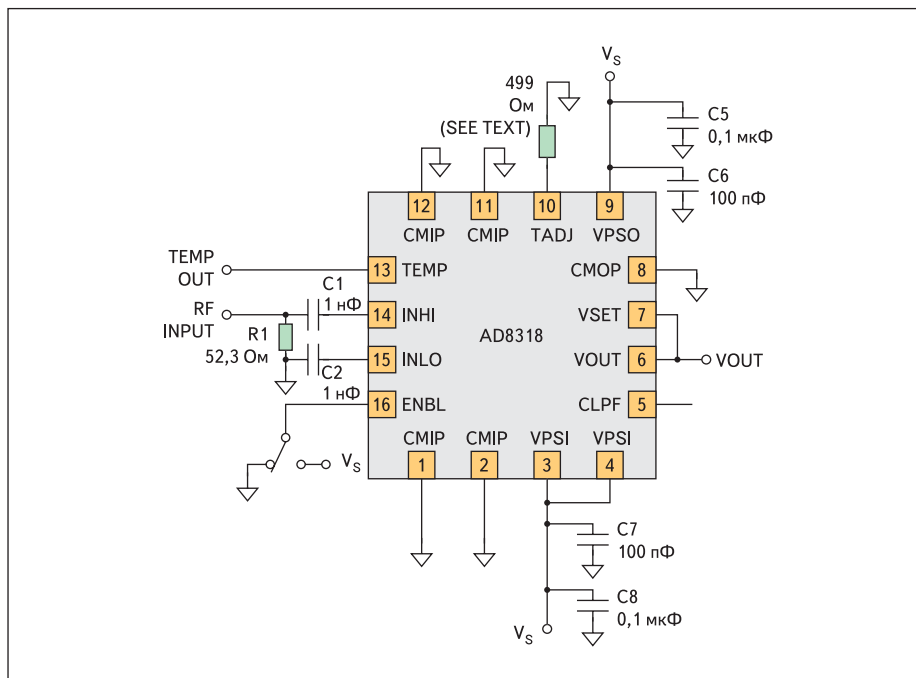 V_S
499
Ом
(SEE TEXT)
C5
0,1 мкФ
C6
100 пФ
12
11
10
9
CMIP
CMIP
TADJ
VPSO
TEMP
OUT
13
TEMP
CMOP
8
C1
1 нФ
RF
INPUT
14
INHI
VSET
7
R1
52,3 Ом
AD8318
15
INLO
VOUT
6
VOUT
C2
1 нФ
16
ENBL
CLPF
5
CMIP
CMIP
VPSI
VPSI
V_S
1
2
3
4
C7
100 пФ
C8
0,1 мкФ
V_S